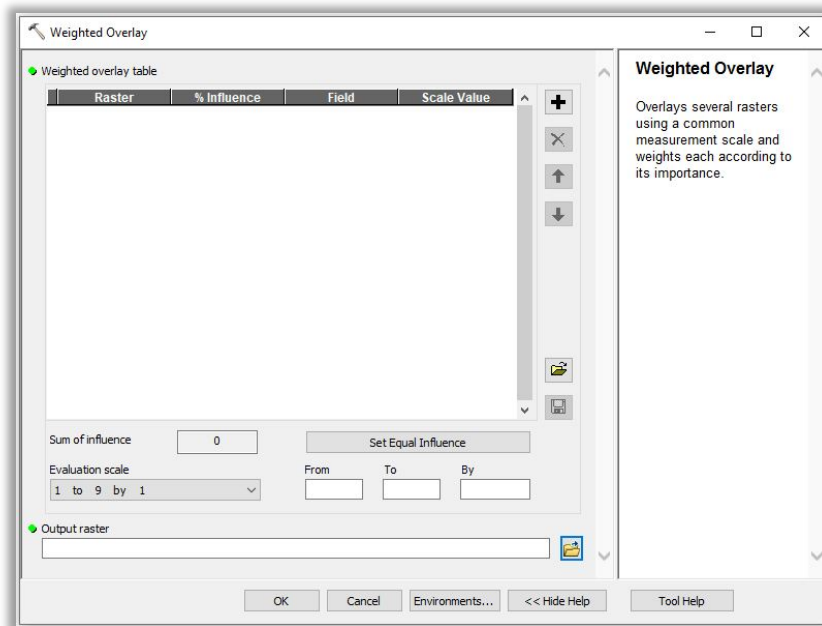 Weighted Overlay
Weighted overlay table
Raster % Influence Field Scale Value
Sum of influence 0 Set Equal Influence
Evaluation scale From To By
1 to 9 by 1
Output raster
OK Cancel Environments... << Hide Help Tool Help
Weighted Overlay
Overlays several rasters
using a common
measurement scale and
weights each according to
its importance.